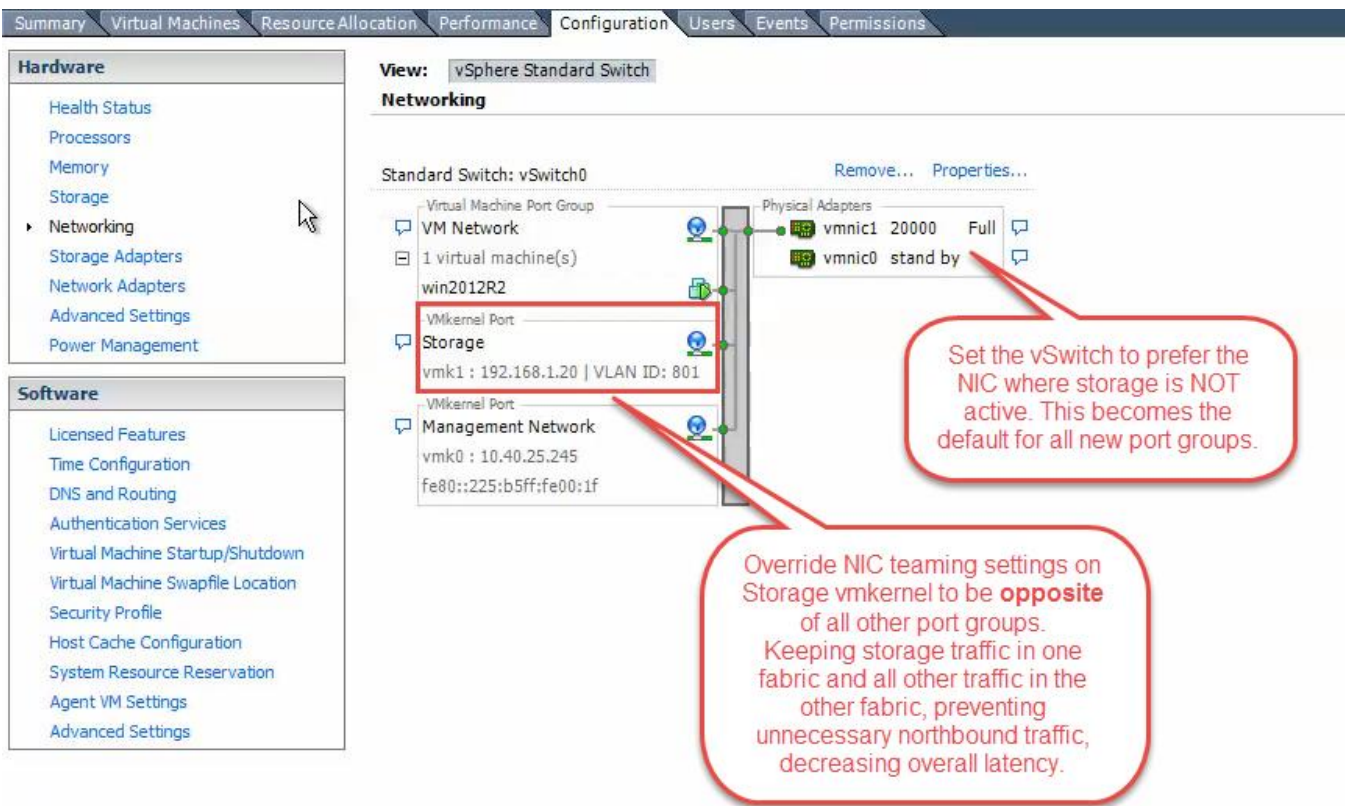 Summary Virtual Machines Resource Allocation Performance Configuration Users Events Permissions
Hardware
Health Status
Processors
Memory
Storage
Networking
Storage Adapters
Network Adapters
Advanced Settings
Power Management
Software
Licensed Features
Time Configuration
DNS and Routing
Authentication Services
Virtual Machine Startup/Shutdown
Virtual Machine Swapfile Location
Security Profile
Host Cache Configuration
System Resource Reservation
Agent VM Settings
Advanced Settings
View: vSphere Standard Switch
Networking
Standard Switch: vSwitch0 Remove... Properties...
Virtual Machine Port Group
VM Network
1 virtual machine(s)
win2012R2
VMkernel Port
Storage
vmk1 : 192.168.1.20 | VLAN ID: 801
VMkernel Port
Management Network
vmk0 : 10.40.25.245
fe80::225:b5ff:fe00:1f
Physical Adapters
vmnic1 20000 Full
vmnic0 stand by
Set the vSwitch to prefer the
NIC where storage is NOT
active. This becomes the
default for all new port groups.
Override NIC teaming settings on
Storage vmkernel to be opposite
of all other port groups.
Keeping storage traffic in one
fabric and all other traffic in the
other fabric, preventing
unnecessary northbound traffic,
decreasing overall latency.